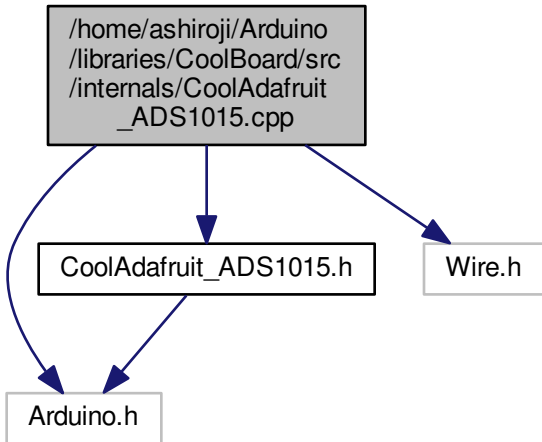 /home/ashiroji/Arduino
/libraries/CoolBoard/src
/internals/CoolAdafruit
_ADS1015.cpp
CoolAdafruit_ADS1015.h
Wire.h
Arduino.h